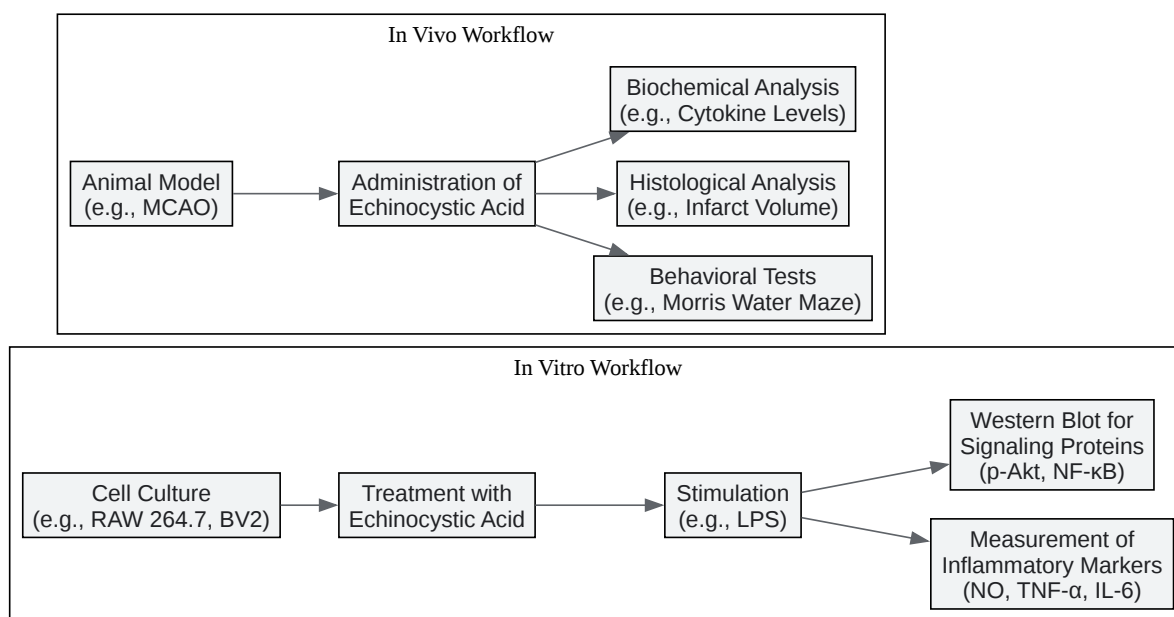 In Vivo Workflow
Animal Model
(e.g., MCAO)
Administration of
Echinocystic Acid
Biochemical Analysis
(e.g., Cytokine Levels)
Histological Analysis
(e.g., Infarct Volume)
Behavioral Tests
(e.g., Morris Water Maze)
In Vitro Workflow
Cell Culture
(e.g., RAW 264.7, BV2)
Treatment with
Echinocystic Acid
Stimulation
(e.g., LPS)
Western Blot for
Signaling Proteins
(p-Akt, NF-κB)
Measurement of
Inflammatory Markers
(NO, TNF-α, IL-6)